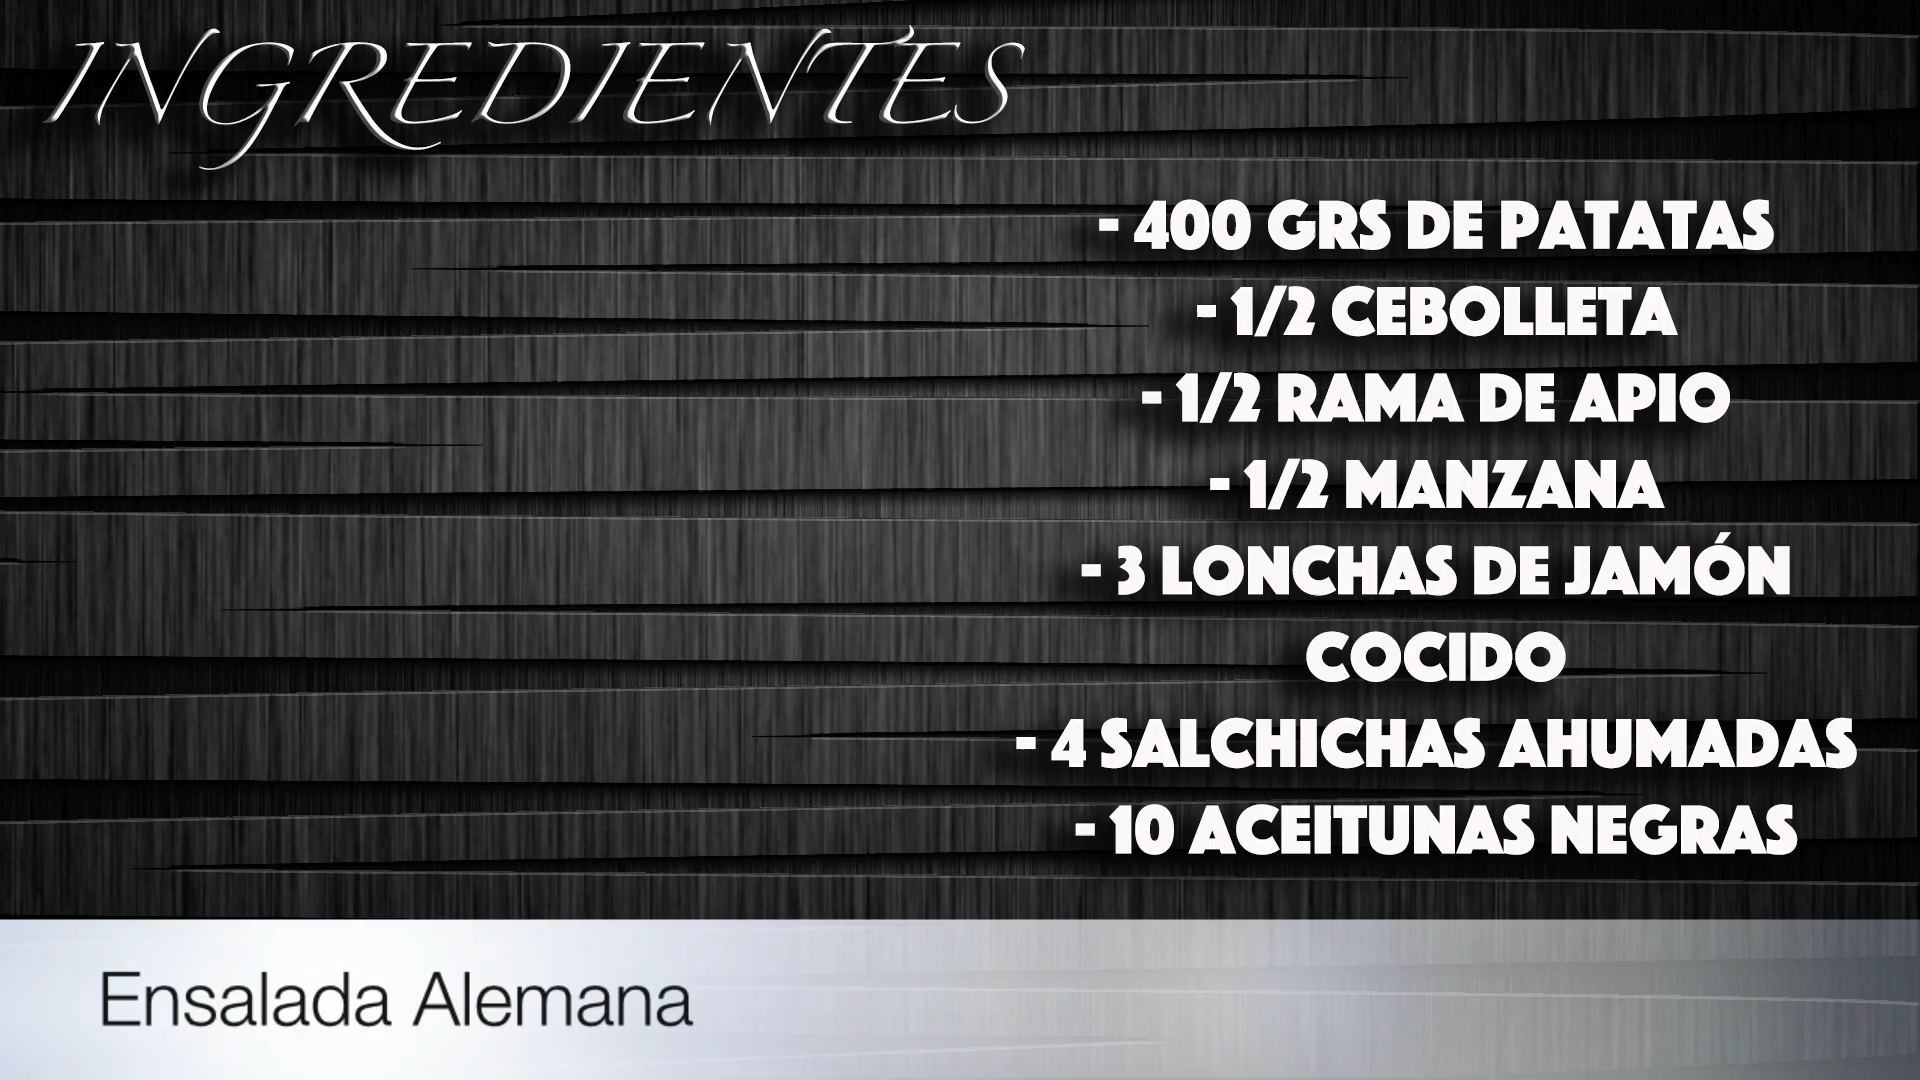 INGREDIENTES
- 400 GRS DE PATATAS
- 1/2 CEBOLLETA
- 1/2 RAMA DE APIO
- 1/2 MANZANA
- 3 LONCHAS DE JAMÓN
COCIDO
- 4 SALCHICHAS AHUMADAS
- 10 ACEITUNAS NEGRAS
Ensalada Alemana